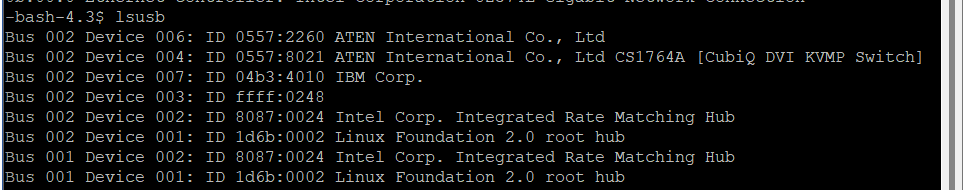 -bash-4.3$ lsusb
Bus 002 Device 006: ID 0557:2260 ATEN International Co., Ltd
Bus 002 Device 004: ID 0557:8021 ATEN International Co., Ltd CS1764A [CubiQ DVI KVMP Switch]
Bus 002 Device 007: ID 04b3:4010 IBM Corp.
Bus 002 Device 003: ID ffff:0248
Bus 002 Device 002: ID 8087:0024 Intel Corp. Integrated Rate Matching Hub
Bus 002 Device 001: ID 1d6b:0002 Linux Foundation 2.0 root hub
Bus 001 Device 002: ID 8087:0024 Intel Corp. Integrated Rate Matching Hub
Bus 001 Device 001: ID 1d6b:0002 Linux Foundation 2.0 root hub